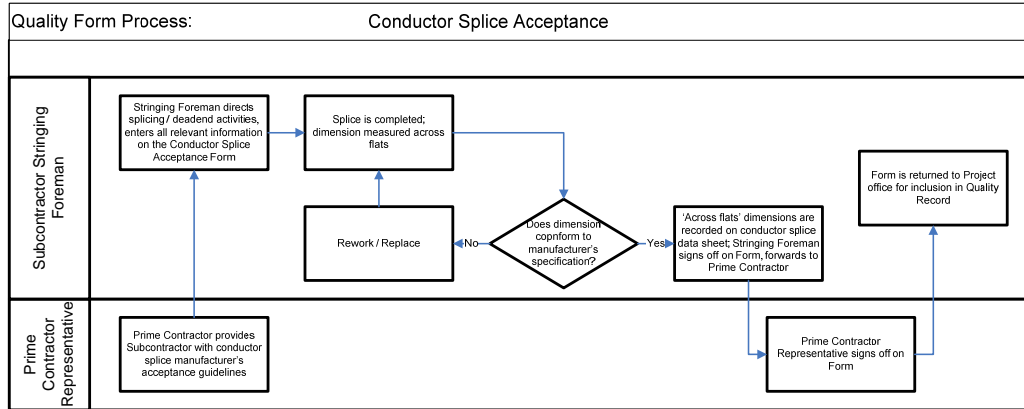 Quality Form Process:
Conductor Splice Acceptance
Subcontractor Stringing
Foreman
Stringing Foreman directs
splicing / deadend activities,
enters all relevant information
on the Conductor Splice
Acceptance Form
Splice is completed;
dimension measured across
flats
Rework / Replace
No
Does dimension
copnform to
manufacturer's
specification?
Yes
'Across flats' dimensions are
recorded on conductor splice
data sheet; Stringing Foreman
signs off on Form, forwards to
Prime Contractor
Form is returned to Project
office for inclusion in Quality
Record
Prime
Contractor
Representative
Prime Contractor provides
Subcontractor with conductor
splice manufacturer's
acceptance guidelines
Prime Contractor
Representative signs off on
Form